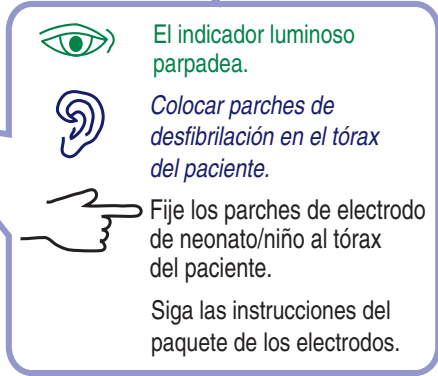 El indicador luminoso
parpadea.
Colocar parches de
desfibrilación en el tórax
del paciente.
Fije los parches de electrodo
de neonato/niño al tórax
del paciente.
Siga las instrucciones del
paquete de los electrodos.